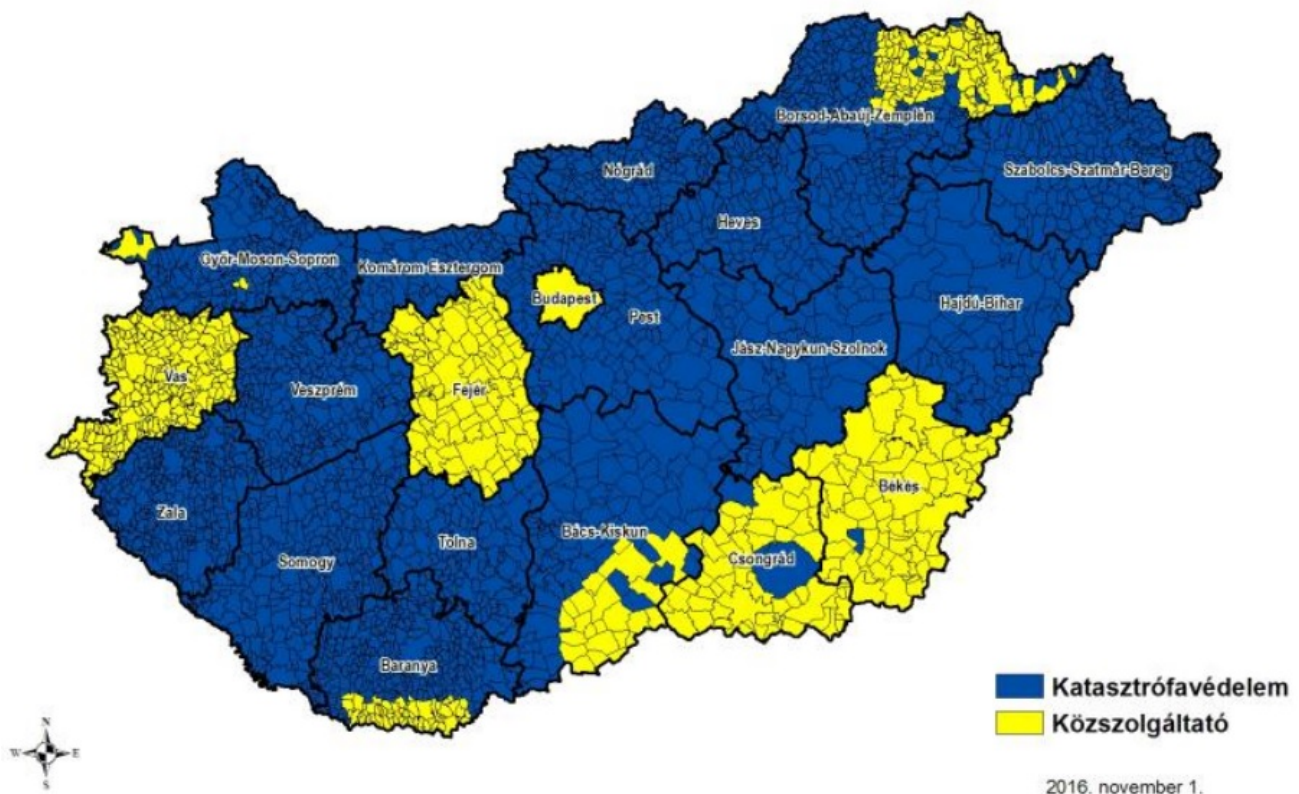 Borsod-Abaúj-Zemplén
Szabolcs-Szatmár-Bereg
Nógrád
Heves
Győr-Moson-Sopron
Komárom-Esztergom
Budapest
Pest
Hajdú-Bihar
Jász-Nagykun-Szolnok
Vas
Veszprém
Fejér
Békés
Zala
Somogy
Tolna
Bács-Kiskun
Csongrád
Baranya
Katasztrófavédelem
Közszolgáltató
N
W
E
S
2016. november 1.